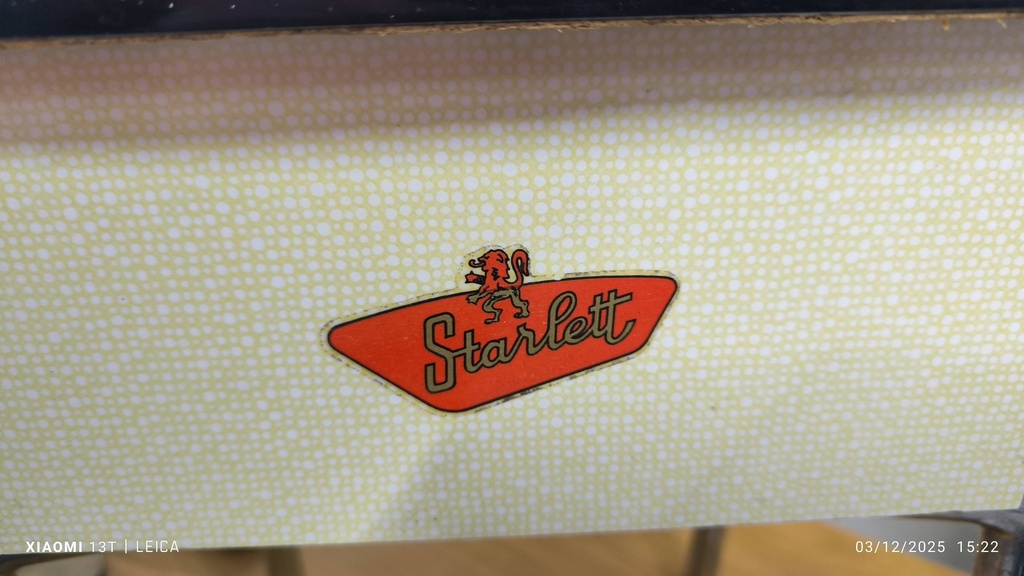 Starlett
XIAOMI 13T | LEICA
03/12/2025 15:22